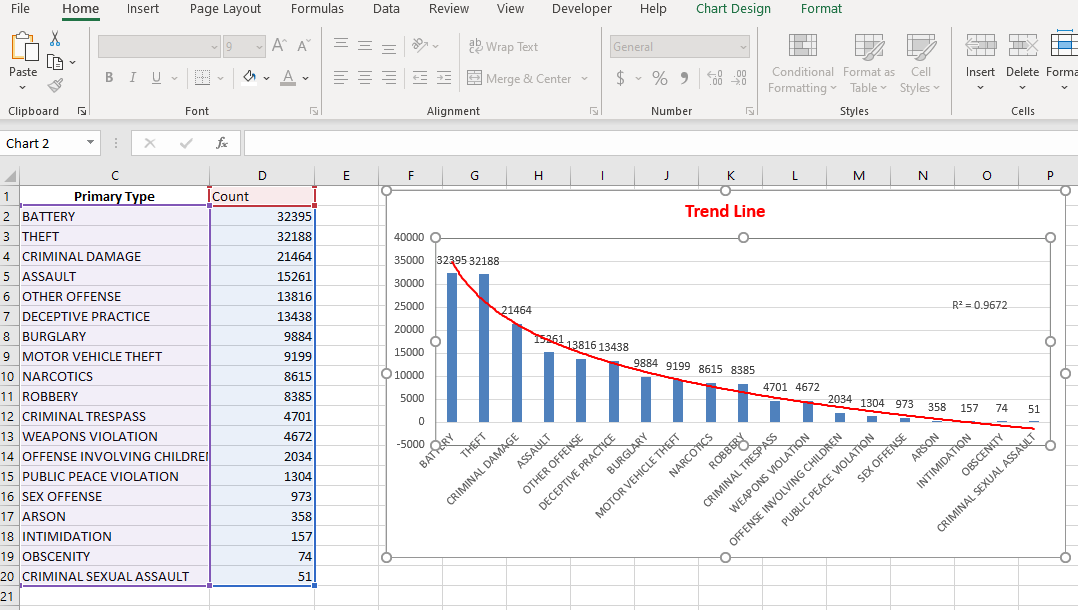 File Home Insert Page Layout Formulas Data Review View Developer Help Chart Design Format
9 A A ab Wrap Text General
Paste B I U A Merge & Center $ % Conditional Formatting Format as Table Cell Styles Insert Delete Forma
Clipboard Font Alignment Number Styles Cells
Chart 2 fx
C D E F G H I J K L M N O P
1 Primary Type Count
2 BATTERY 32395
3 THEFT 32188
4 CRIMINAL DAMAGE 21464
5 ASSAULT 15261
6 OTHER OFFENSE 13816
7 DECEPTIVE PRACTICE 13438
8 BURGLARY 9884
9 MOTOR VEHICLE THEFT 9199
10 NARCOTICS 8615
11 ROBBERY 8385
12 CRIMINAL TRESPASS 4701
13 WEAPONS VIOLATION 4672
14 OFFENSE INVOLVING CHILDREI 2034
15 PUBLIC PEACE VIOLATION 1304
16 SEX OFFENSE 973
17 ARSON 358
18 INTIMIDATION 157
19 OBSCENITY 74
20 CRIMINAL SEXUAL ASSAULT 51
21
Trend Line
40000
35000
30000
25000
20000
15000
10000
5000
0
-5000
32395 32188 21464 15261 13816 13438 9884 9199 8615 8385 4701 4672 2034 1304 973 358 157 74 51
R² = 0.9672
BATTERY
THEFT
CRIMINAL DAMAGE
ASSAULT
OTHER OFFENSE
DECEPTIVE PRACTICE
BURGLARY
MOTOR VEHICLE THEFT
NARCOTICS
ROBBERY
CRIMINAL TRESPASS
WEAPONS VIOLATION
OFFENSE INVOLVING CHILDREN
PUBLIC PEACE VIOLATION
SEX OFFENSE
ARSON
INTIMIDATION
OBSCENITY
CRIMINAL SEXUAL ASSAULT